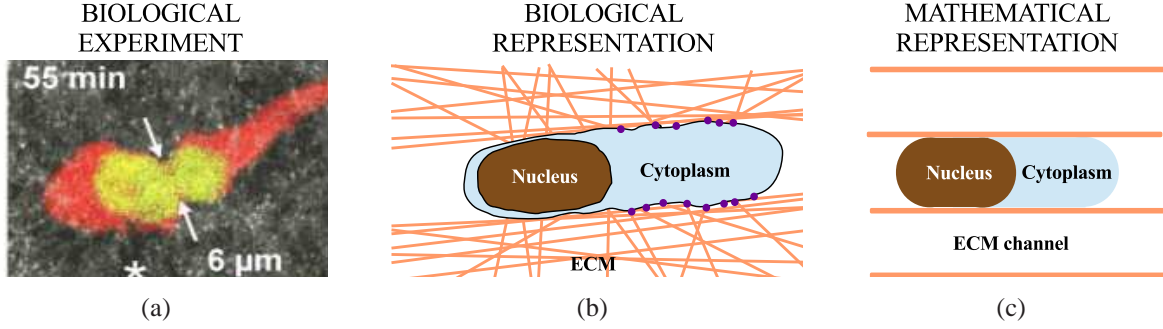 BIOLOGICAL
EXPERIMENT
55 min
6 µm
*
(a)
BIOLOGICAL
REPRESENTATION
Nucleus
Cytoplasm
ECM
(b)
MATHEMATICAL
REPRESENTATION
Nucleus
Cytoplasm
ECM channel
(c)